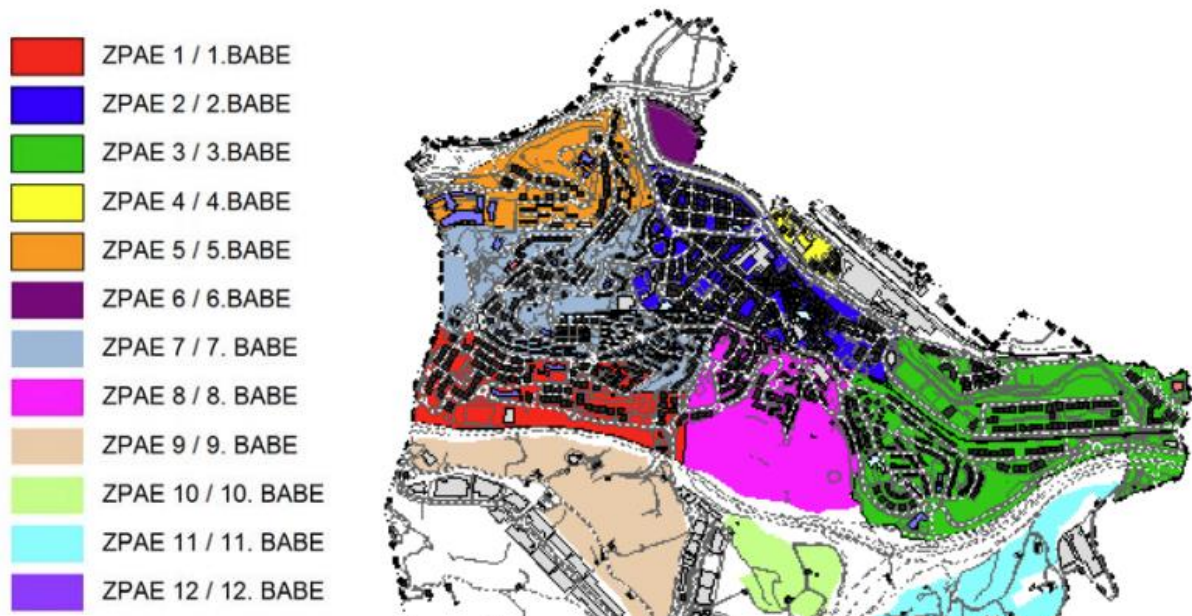 ZPAE 1 / 1.BABE
ZPAE 2 / 2.BABE
ZPAE 3 / 3.BABE
ZPAE 4 / 4.BABE
ZPAE 5 / 5.BABE
ZPAE 6 / 6.BABE
ZPAE 7 / 7. BABE
ZPAE 8 / 8. BABE
ZPAE 9 / 9. BABE
ZPAE 10 / 10. BABE
ZPAE 11 / 11. BABE
ZPAE 12 / 12. BABE